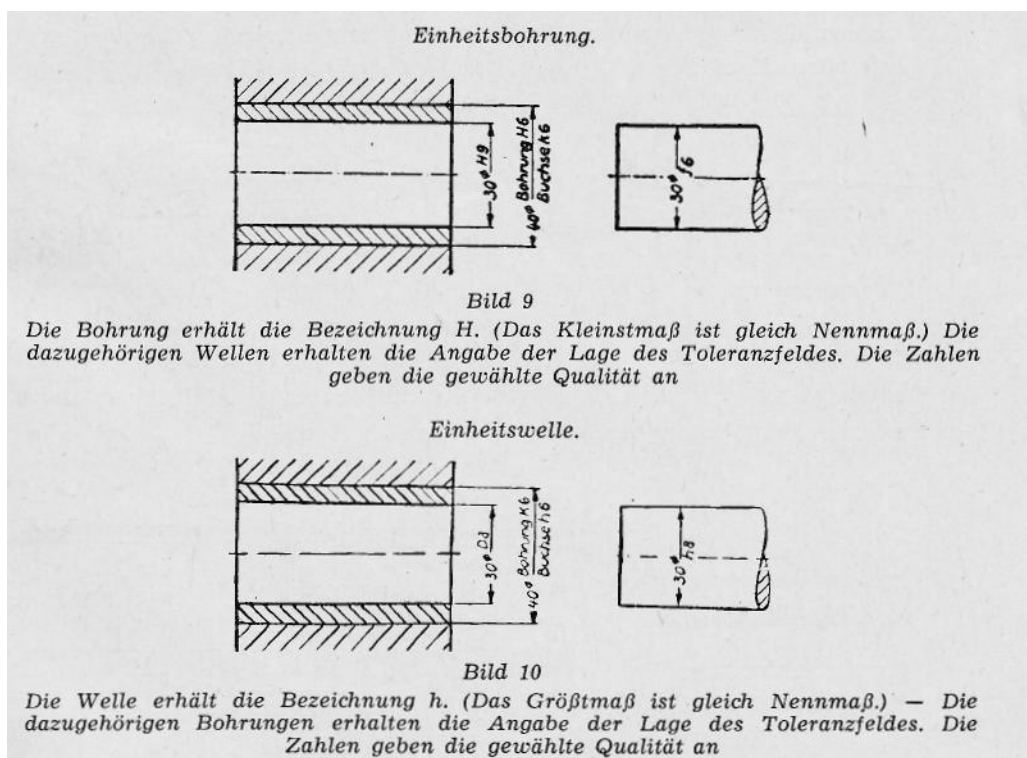 Einheitsbohrung.
30⌀ H9
40⌀ Bohrung H6
Buchse k6
30⌀ f6
Bild 9
Die Bohrung erhält die Bezeichnung H. (Das Kleinstmaß ist gleich Nennmaß.) Die
dazugehörigen Wellen erhalten die Angabe der Lage des Toleranzfeldes. Die Zahlen
geben die gewählte Qualität an
Einheitswelle.
30⌀
40⌀ Bohrung K6
Buchse h6
30⌀ h8
Bild 10
Die Welle erhält die Bezeichnung h. (Das Größtmaß ist gleich Nennmaß.) — Die
dazugehörigen Bohrungen erhalten die Angabe der Lage des Toleranzfeldes. Die
Zahlen geben die gewählte Qualität an